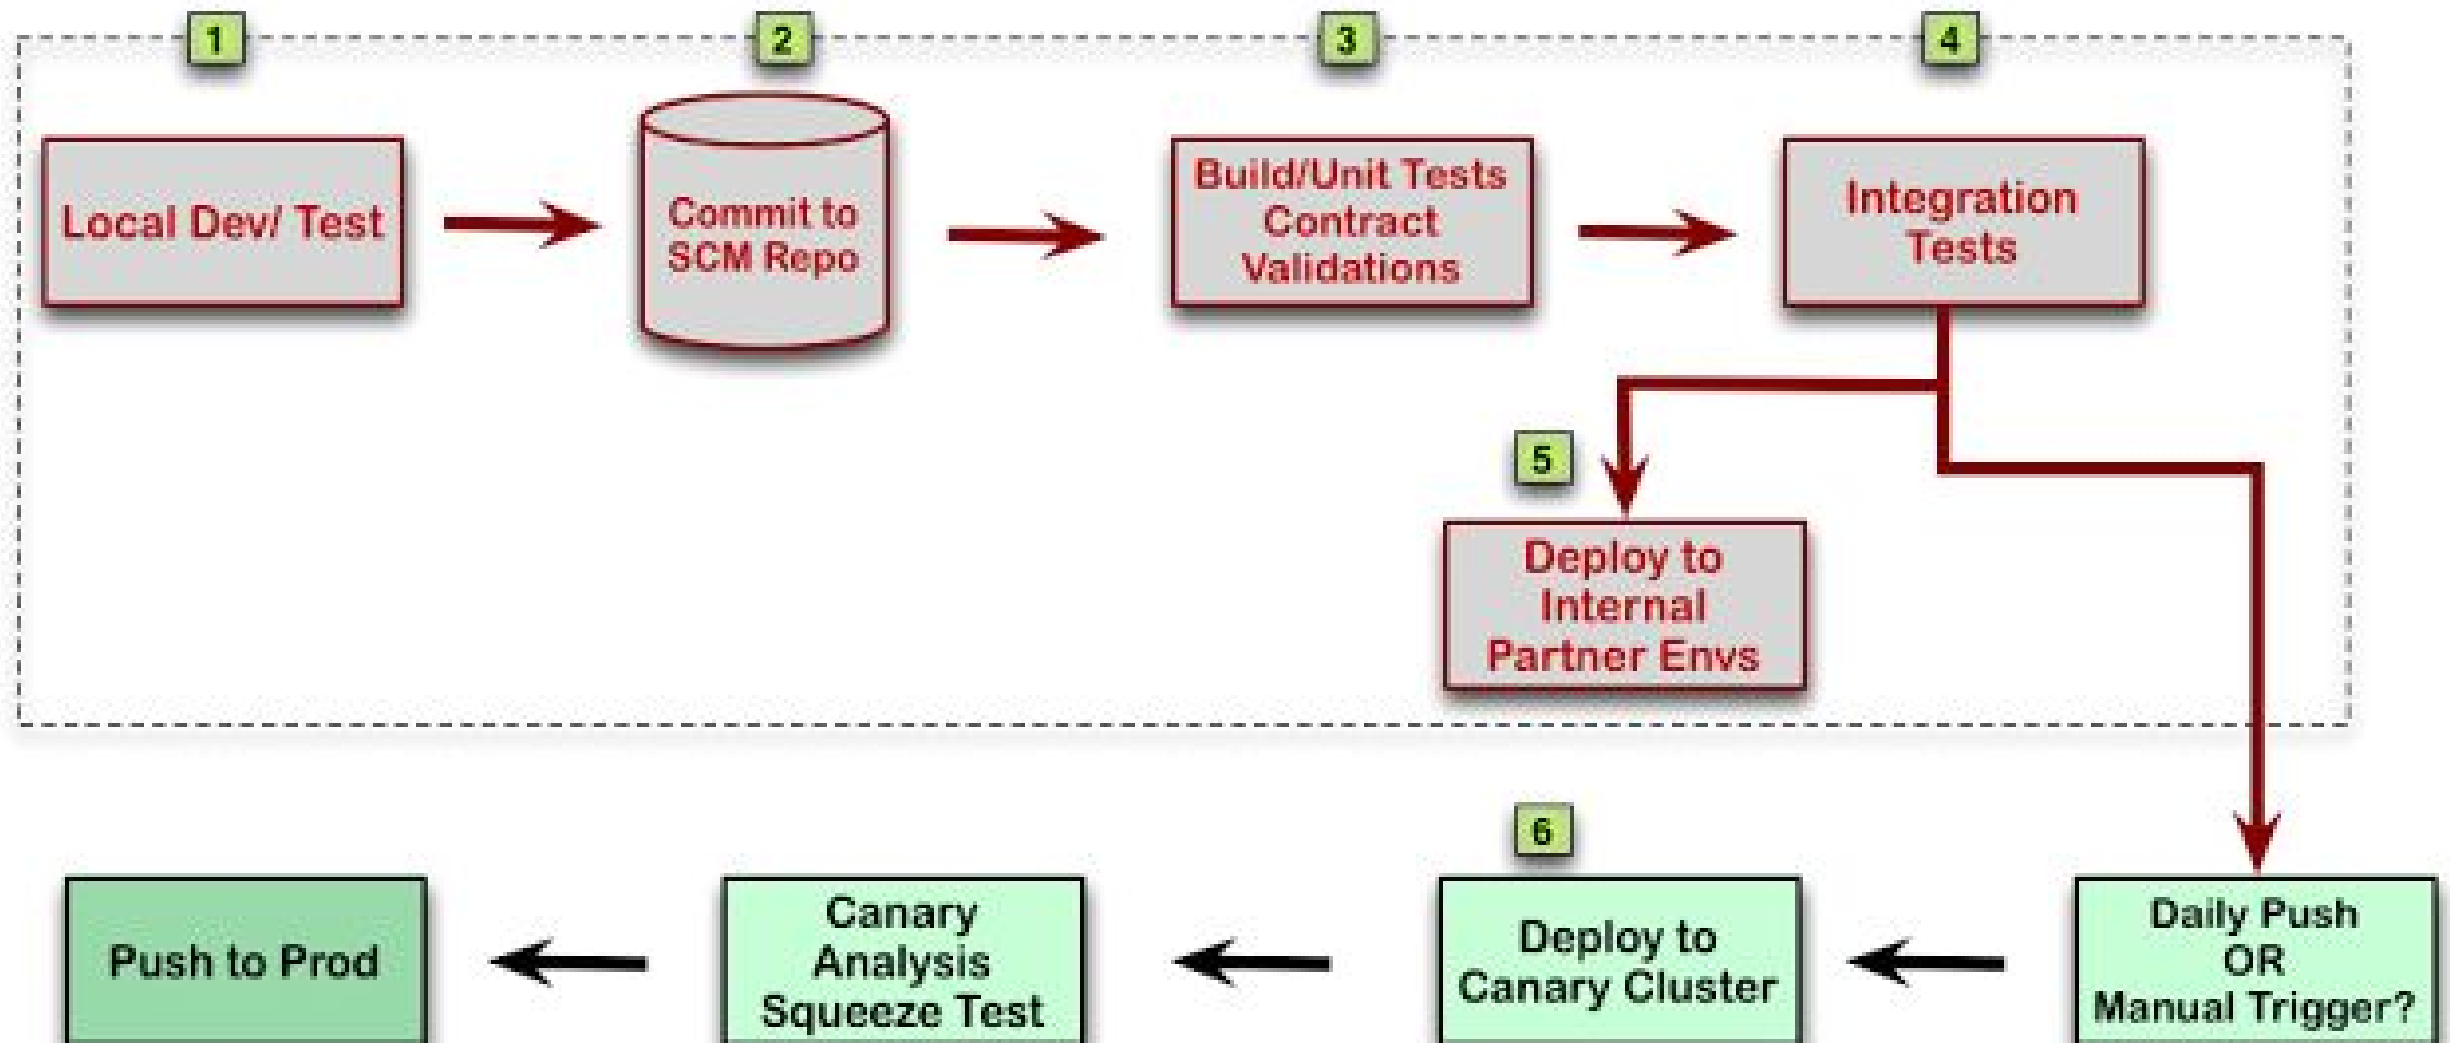 1
2
3
4
Local Dev/ Test
Commit to
SCM Repo
Build/Unit Tests
Contract
Validations
Integration
Tests
5
Deploy to
Internal
Partner Envs
6
Push to Prod
Canary
Analysis
Squeeze Test
Deploy to
Canary Cluster
Daily Push
OR
Manual Trigger?